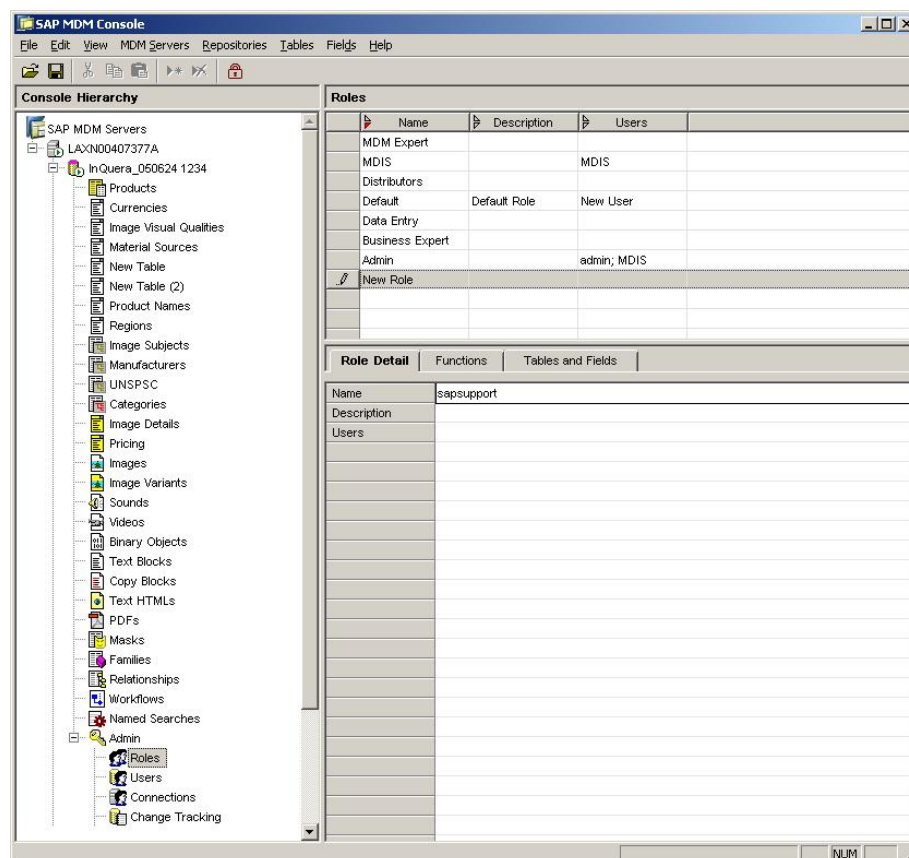 SAP MDM Console
File Edit View MDM Servers Repositories Tables Fields Help
Console Hierarchy
SAP MDM Servers
LAXN00407377A
InQuera_050624 1234
Products
Currencies
Image Visual Qualities
Material Sources
New Table
New Table (2)
Product Names
Regions
Image Subjects
Manufacturers
UNSPSC
Categories
Image Details
Pricing
Images
Image Variants
Sounds
Videos
Binary Objects
Text Blocks
Copy Blocks
Text HTMLs
PDFs
Masks
Families
Relationships
Workflows
Named Searches
Admin
Roles
Users
Connections
Change Tracking
Roles
Name Description Users
MDM Expert
MDIS MDIS
Distributors
Default Default Role New User
Data Entry
Business Expert
Admin admin; MDIS
New Role
Role Detail Functions Tables and Fields
Name sapsupport
Description
Users
NUM